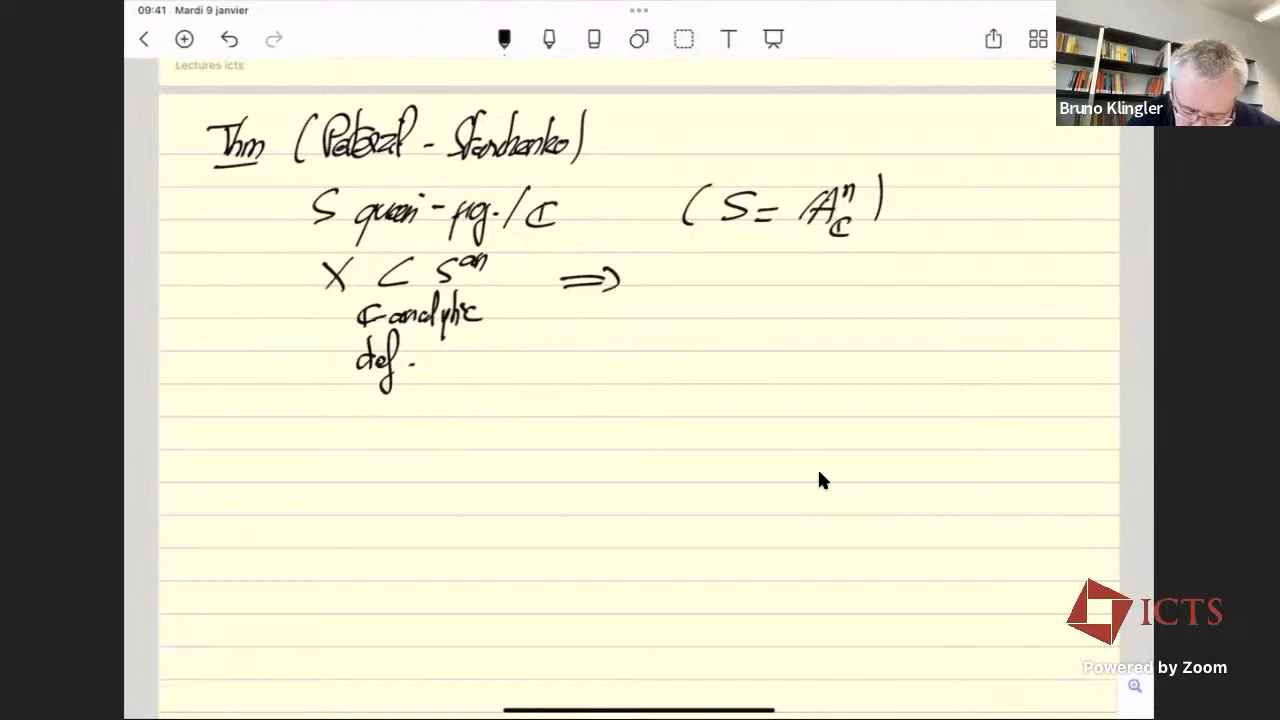 09:41 Mardi 9 janvier
Lectures icts
Bruno Klingler
Thm (Peterzil - Starchenko)
S quasi-proj. / ℂ (S = 𝔸ⁿ_ℂ)
X ⊂ Sᵃⁿ ⟹
ℂ analytic
def.
ICTS
Powered by Zoom